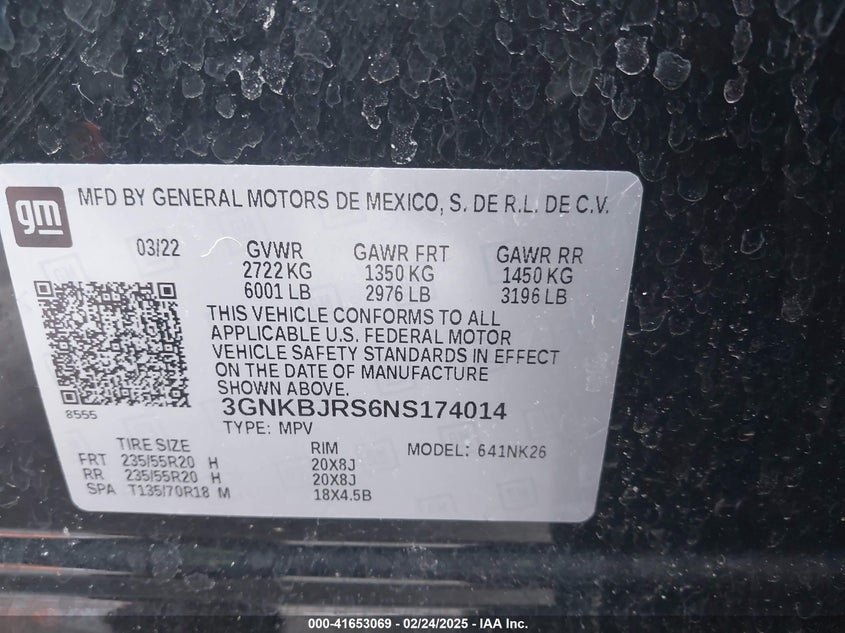 gm
MFD BY GENERAL MOTORS DE MEXICO, S. DE R.L. DE C.V.
03/22 GVWR GAWR FRT GAWR RR
2722 KG 1350 KG 1450 KG
6001 LB 2976 LB 3196 LB
THIS VEHICLE CONFORMS TO ALL
APPLICABLE U.S. FEDERAL MOTOR
VEHICLE SAFETY STANDARDS IN EFFECT
ON THE DATE OF MANUFACTURE
SHOWN ABOVE.
8555 3GNKBJRS6NS174014
TYPE: MPV
TIRE SIZE RIM MODEL: 641NK26
FRT 235/55R20 H 20X8J
RR 235/55R20 H 20X8J
SPA T135/70R18 M 18X4.5B
000-41653069 - 02/24/2025 - IAA Inc.